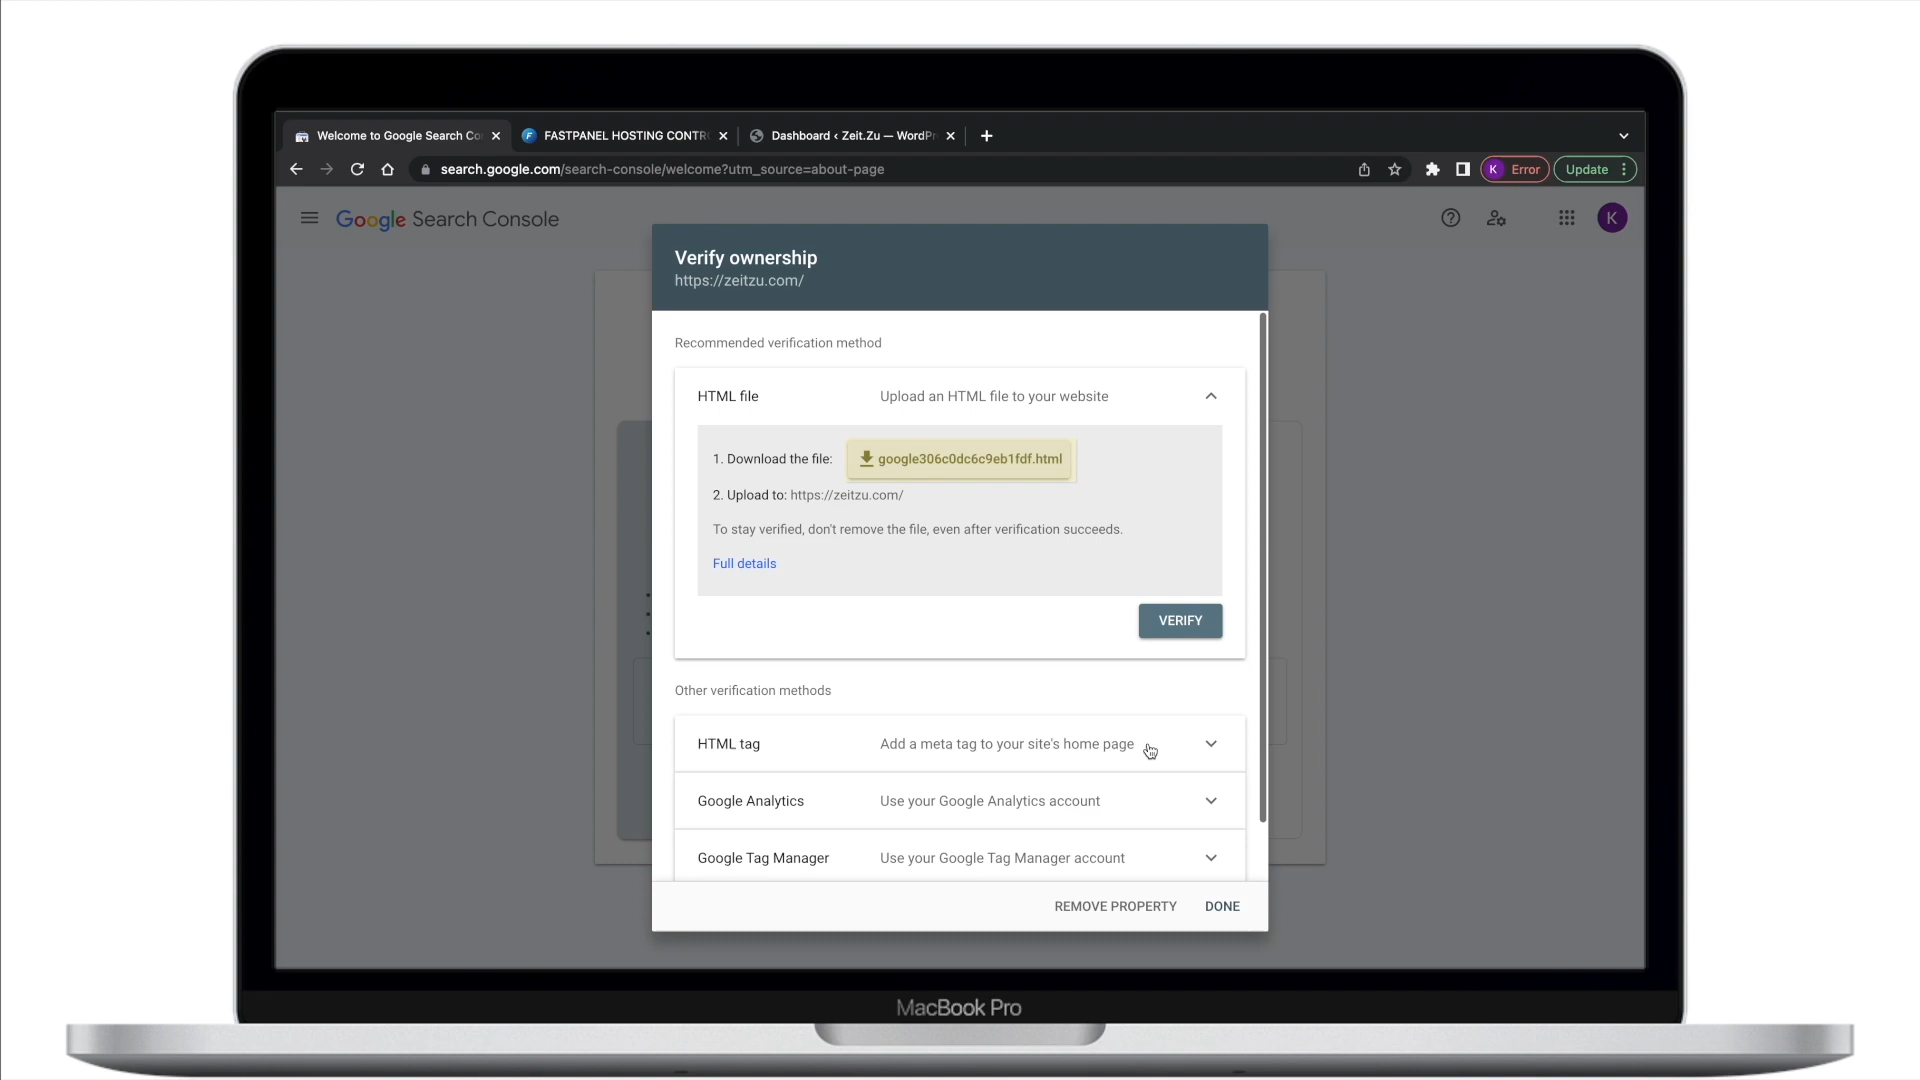 Welcome to Google Search Co
FASTPANEL HOSTING CONTR
Dashboard ‹ Zeit.Zu — WordPr
search.google.com/search-console/welcome?utm_source=about-page
K Error
Update
Google Search Console
K
Verify ownership
https://zeitzu.com/
Recommended verification method
HTML file Upload an HTML file to your website
1. Download the file: google306c0dc6c9eb1fdf.html
2. Upload to: https://zeitzu.com/
To stay verified, don't remove the file, even after verification succeeds.
Full details
VERIFY
Other verification methods
HTML tag Add a meta tag to your site's home page
Google Analytics Use your Google Analytics account
Google Tag Manager Use your Google Tag Manager account
REMOVE PROPERTY DONE
MacBook Pro